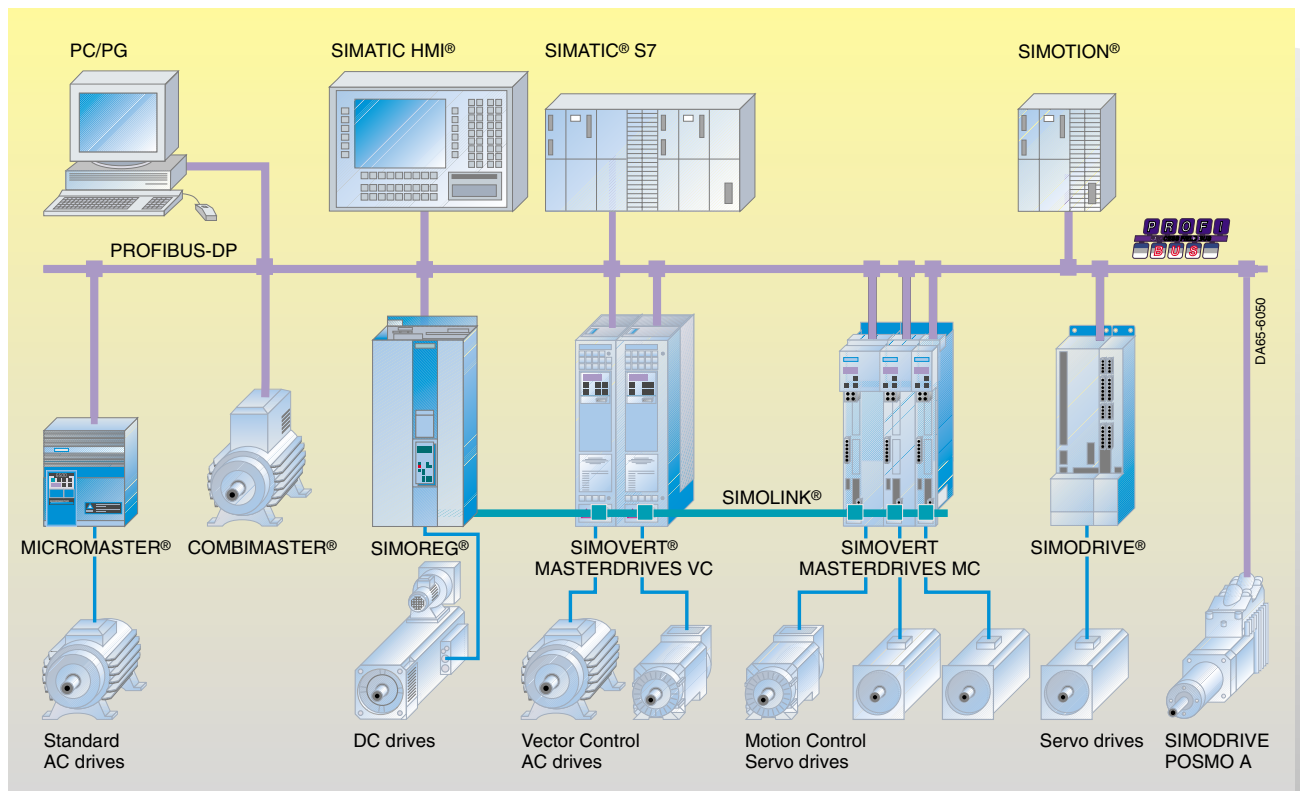 PC/PG
SIMATIC HMI®
SIMATIC® S7
SIMOTION®
PROFIBUS-DP
PROFI
BUS
DA65-6050
SIMOLINK®
MICROMASTER®
COMBIMASTER®
SIMOREG®
SIMOVERT®
MASTERDRIVES VC
SIMOVERT
MASTERDRIVES MC
SIMODRIVE®
Standard
AC drives
DC drives
Vector Control
AC drives
Motion Control
Servo drives
Servo drives
SIMODRIVE
POSMO A